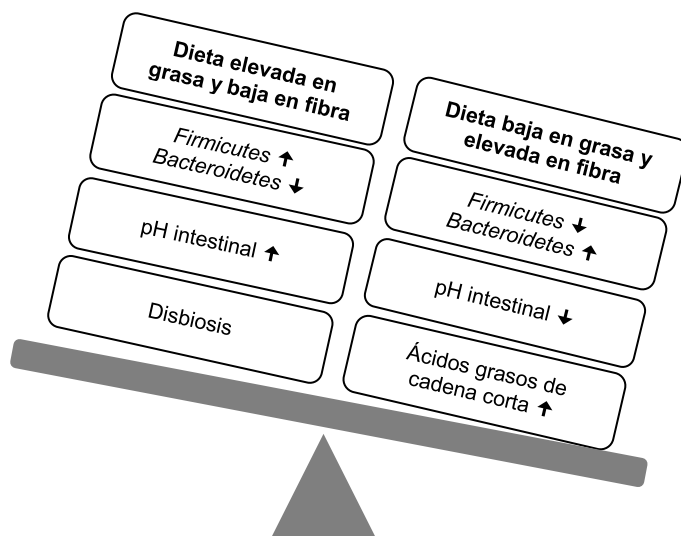 Dieta elevada en
grasa y baja en fibra
Firmicutes ↑
Bacteroidetes ↓
pH intestinal ↑
Disbiosis
Dieta baja en grasa y
elevada en fibra
Firmicutes ↓
Bacteroidetes ↑
pH intestinal ↓
Ácidos grasos de
cadena corta ↑